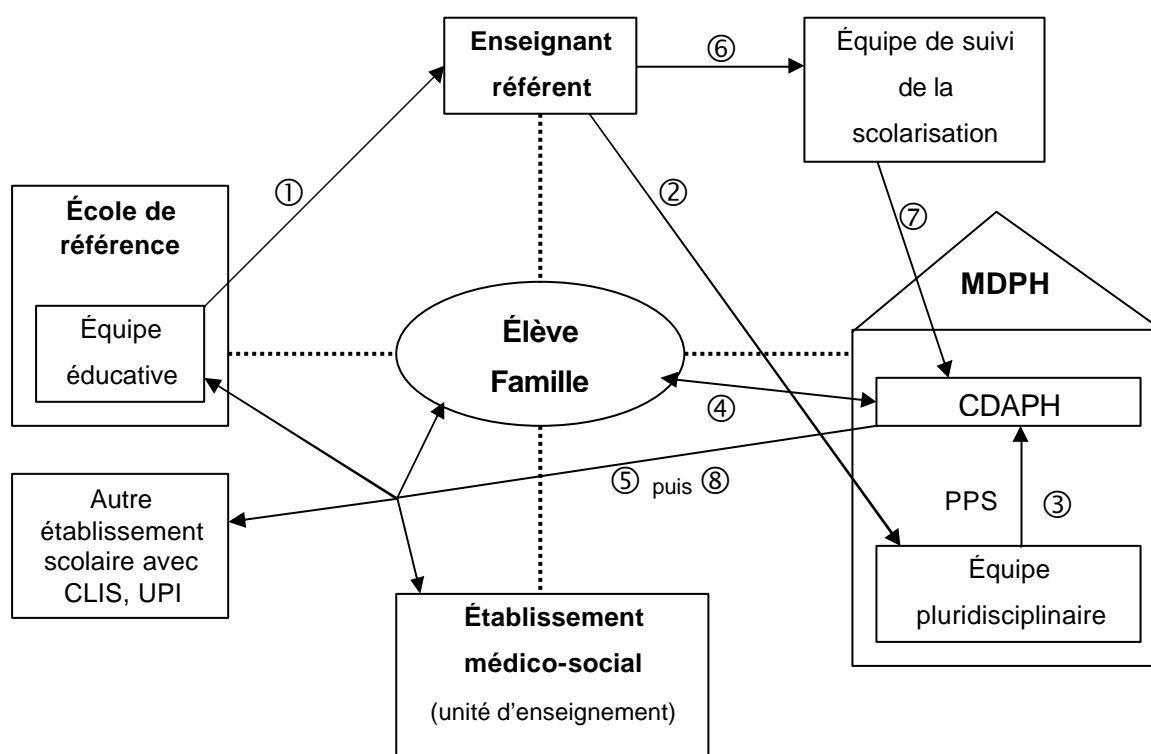 Enseignant
référent
⑥
Équipe de suivi
de la
scolarisation
①
②
⑦
École de
référence
Équipe
éducative
MDPH
Élève
Famille
④
CDAPH
⑤ puis ⑧
PPS ③
Autre
établissement
scolaire avec
CLIS, UPI
Équipe
pluridisciplinaire
Établissement
médico-social
(unité d’enseignement)